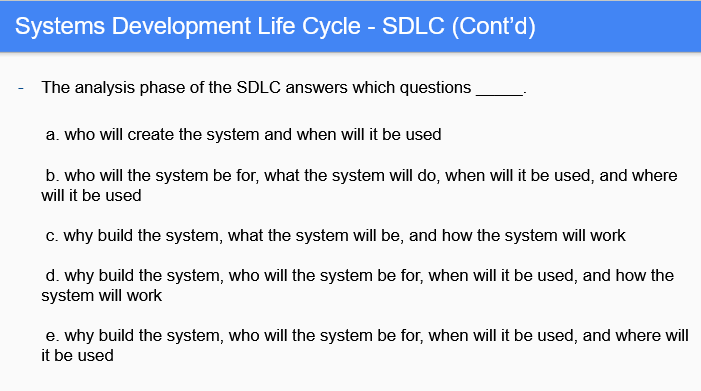 Systems Development Life Cycle - SDLC (Cont’d)
- The analysis phase of the SDLC answers which questions _____.
a. who will create the system and when will it be used
b. who will the system be for, what the system will do, when will it be used, and where
will it be used
c. why build the system, what the system will be, and how the system will work
d. why build the system, who will the system be for, when will it be used, and how the
system will work
e. why build the system, who will the system be for, when will it be used, and where will
it be used